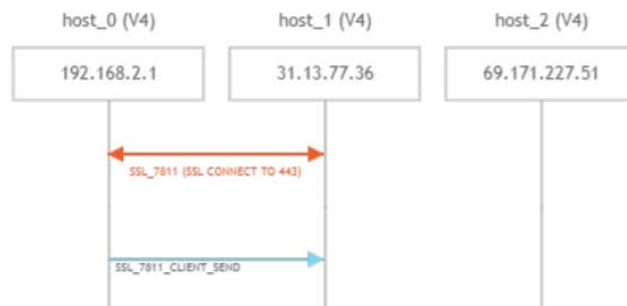 host_0 (V4) host_1 (V4) host_2 (V4)
192.168.2.1 31.13.77.36 69.171.227.51
SSL_7811 (SSL CONNECT TO 443)
SSL_7811_CLIENT_SEND